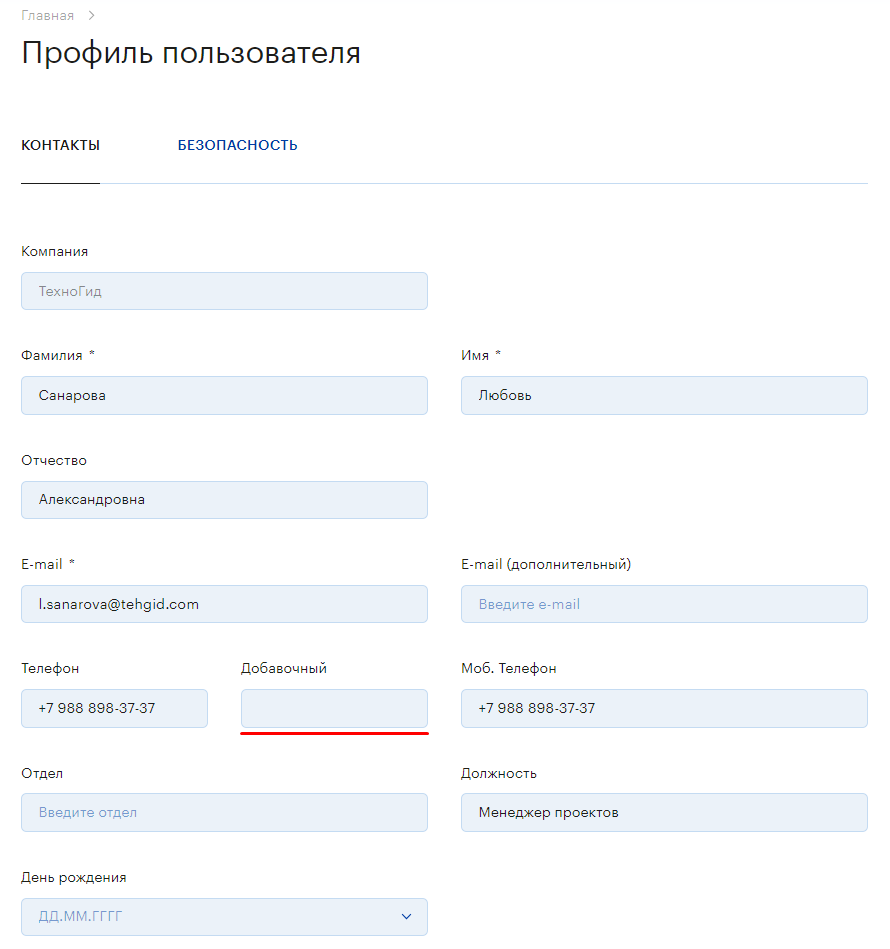 Главная
Профиль пользователя
КОНТАКТЫ БЕЗОПАСНОСТЬ
Компания
ТехноГид
Фамилия * Имя *
Санарова Любовь
Отчество
Александровна
E-mail * E-mail (дополнительный)
l.sanarova@tehgid.com Введите e-mail
Телефон Добавочный Моб. Телефон
+7 988 898-37-37 +7 988 898-37-37
Отдел Должность
Введите отдел Менеджер проектов
День рождения
ДД.ММ.ГГГГ